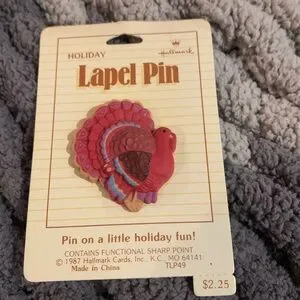 HOLIDAY
Hallmark
Lapel Pin
Pin on a little holiday fun!
CONTAINS FUNCTIONAL SHARP POINT
© 1987 Hallmark Cards, Inc., K.C., MO 64141
Made in China TLP49
$2.25